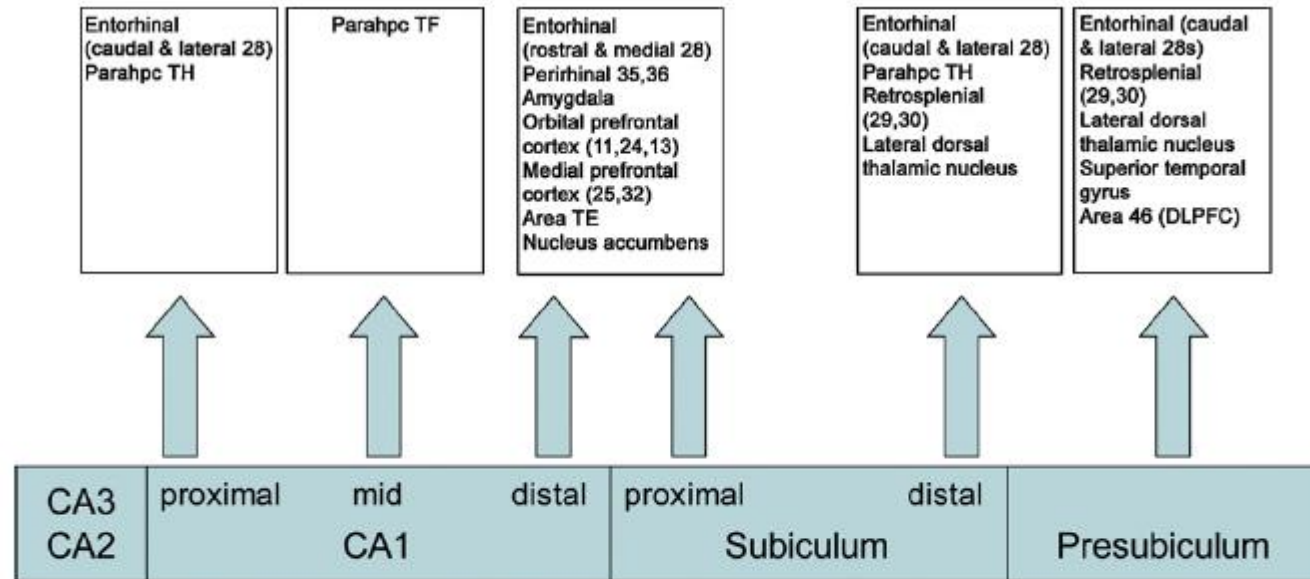 Entorhinal
(caudal & lateral 28)
Parahpc TH
Parahpc TF
Entorhinal
(rostral & medial 28)
Perirhinal 35,36
Amygdala
Orbital prefrontal
cortex (11,24,13)
Medial prefrontal
cortex (25,32)
Area TE
Nucleus accumbens
Entorhinal
(caudal & lateral 28)
Parahpc TH
Retrosplenial
(29,30)
Lateral dorsal
thalamic nucleus
Entorhinal (caudal
& lateral 28s)
Retrosplenial
(29,30)
Lateral dorsal
thalamic nucleus
Superior temporal
gyrus
Area 46 (DLPFC)
CA3
CA2
proximal mid distal
CA1
proximal distal
Subiculum
Presubiculum